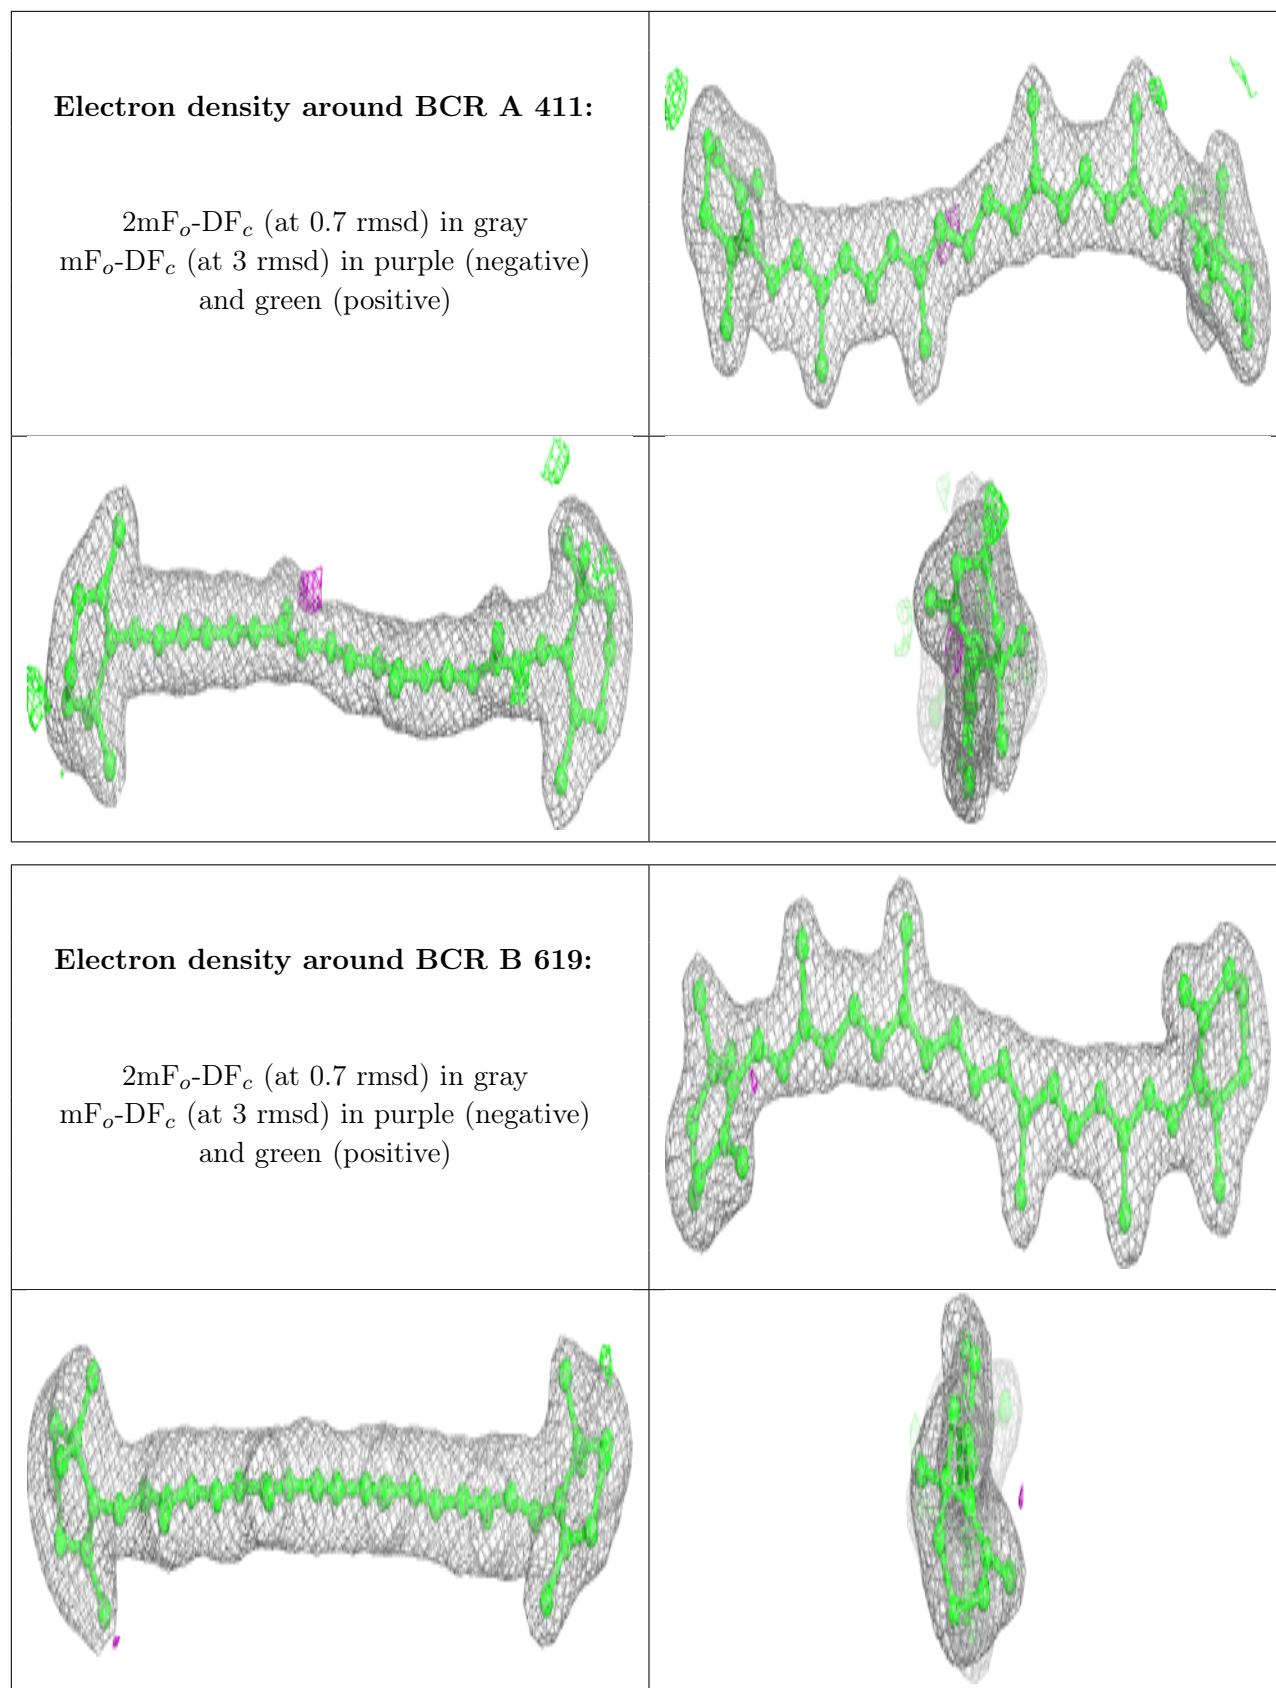 Electron density around BCR A 411:
2mFo-DFc (at 0.7 rmsd) in gray
mFo-DFc (at 3 rmsd) in purple (negative)
and green (positive)
Electron density around BCR B 619:
2mFo-DFc (at 0.7 rmsd) in gray
mFo-DFc (at 3 rmsd) in purple (negative)
and green (positive)